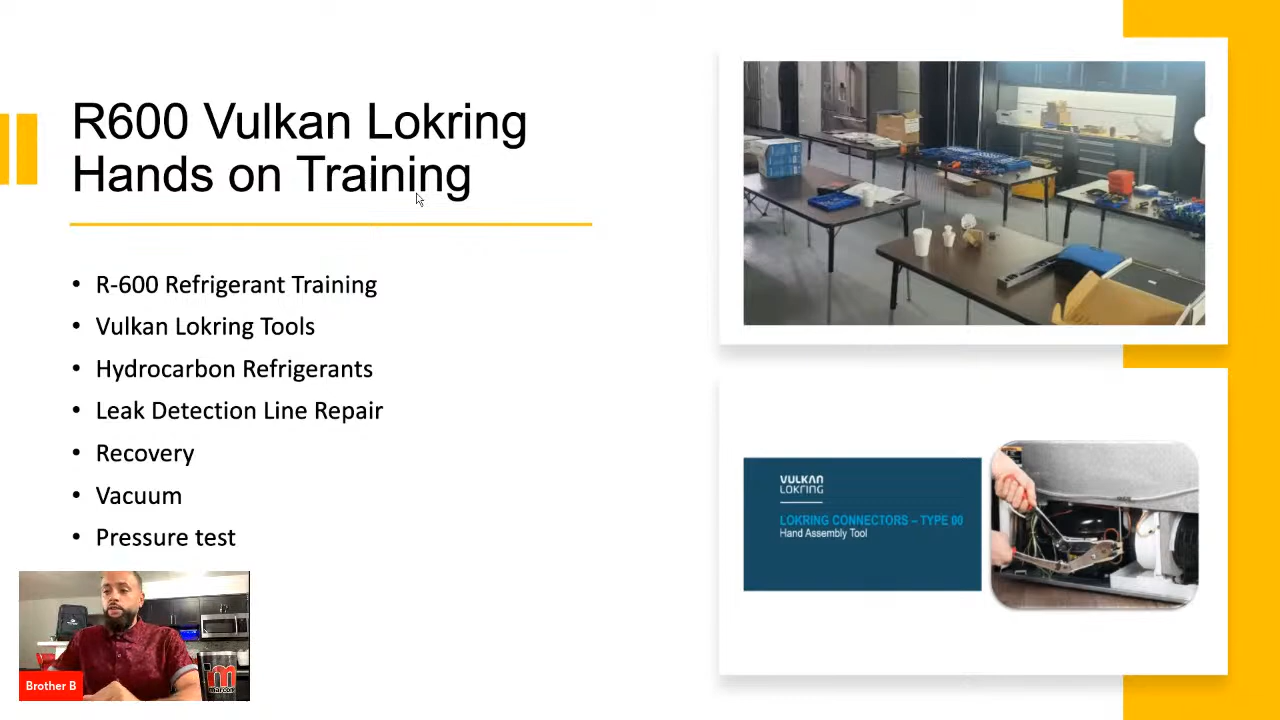 R600 Vulkan Lokring
Hands on Training
• R-600 Refrigerant Training
• Vulkan Lokring Tools
• Hydrocarbon Refrigerants
• Leak Detection Line Repair
• Recovery
• Vacuum
• Pressure test
VULKAN
LOKRING
LOKRING CONNECTORS – TYPE 00
Hand Assembly Tool
Brother B
marcone